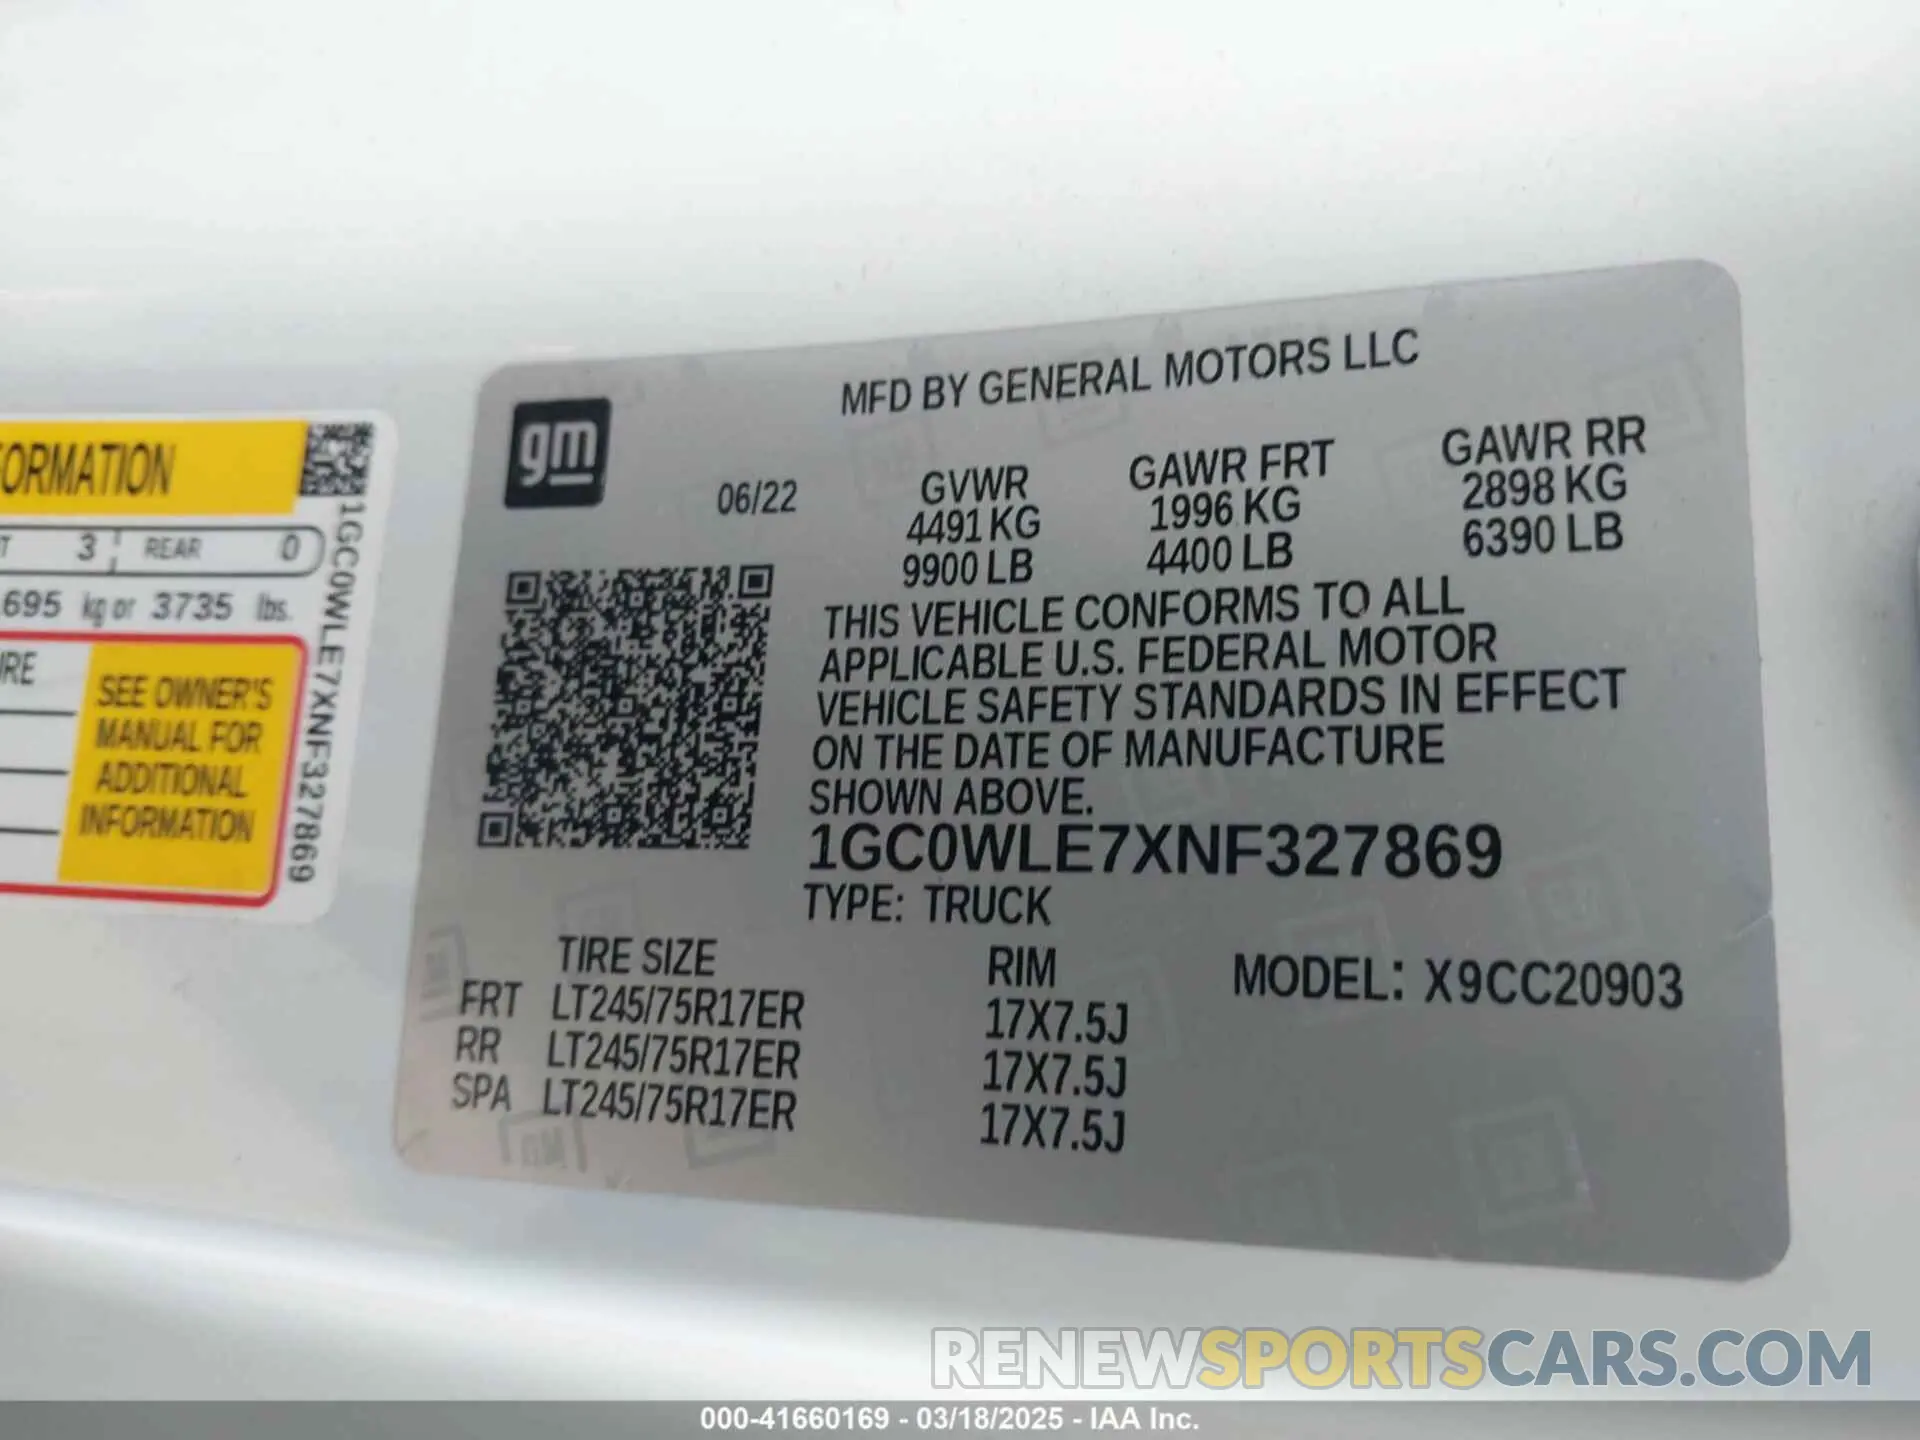 FORMATION
3 REAR 0
695 kg or 3735 lbs.
SEE OWNER'S
MANUAL FOR
ADDITIONAL
INFORMATION
1GC0WLE7XNF327869
gm
MFD BY GENERAL MOTORS LLC
06/22 GVWR GAWR FRT GAWR RR
4491 KG 1996 KG 2898 KG
9900 LB 4400 LB 6390 LB
THIS VEHICLE CONFORMS TO ALL
APPLICABLE U.S. FEDERAL MOTOR
VEHICLE SAFETY STANDARDS IN EFFECT
ON THE DATE OF MANUFACTURE
SHOWN ABOVE.
1GC0WLE7XNF327869
TYPE: TRUCK
TIRE SIZE RIM MODEL: X9CC20903
FRT LT245/75R17ER 17X7.5J
RR LT245/75R17ER 17X7.5J
SPA LT245/75R17ER 17X7.5J
RENEWSPORTSCARS.COM
000-41660169 - 03/18/2025 - IAA Inc.